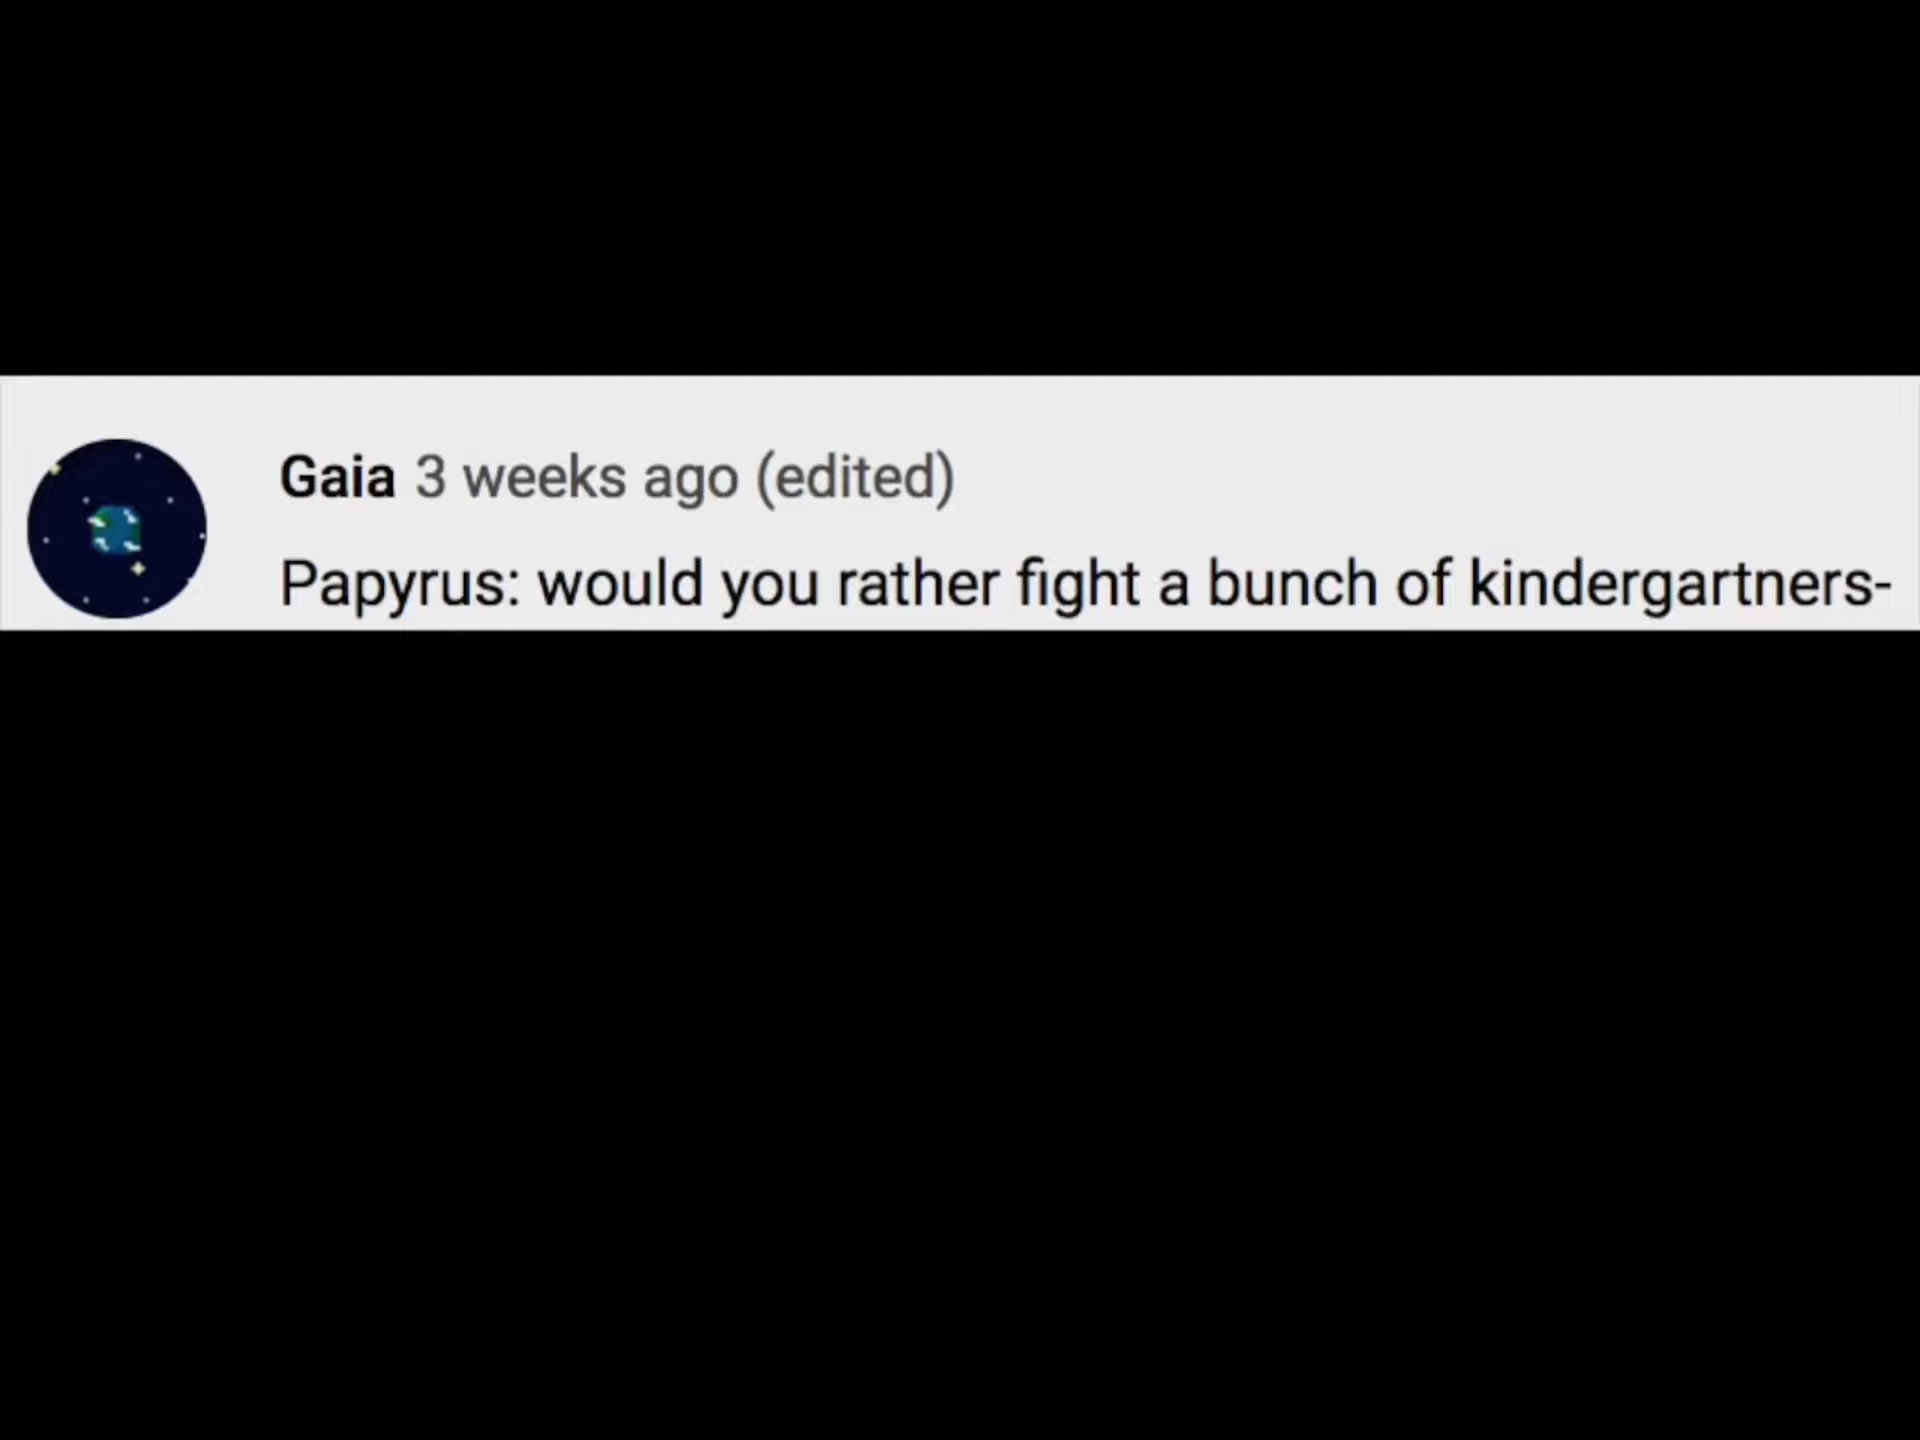 Gaia 3 weeks ago (edited)
Papyrus: would you rather fight a bunch of kindergartners-